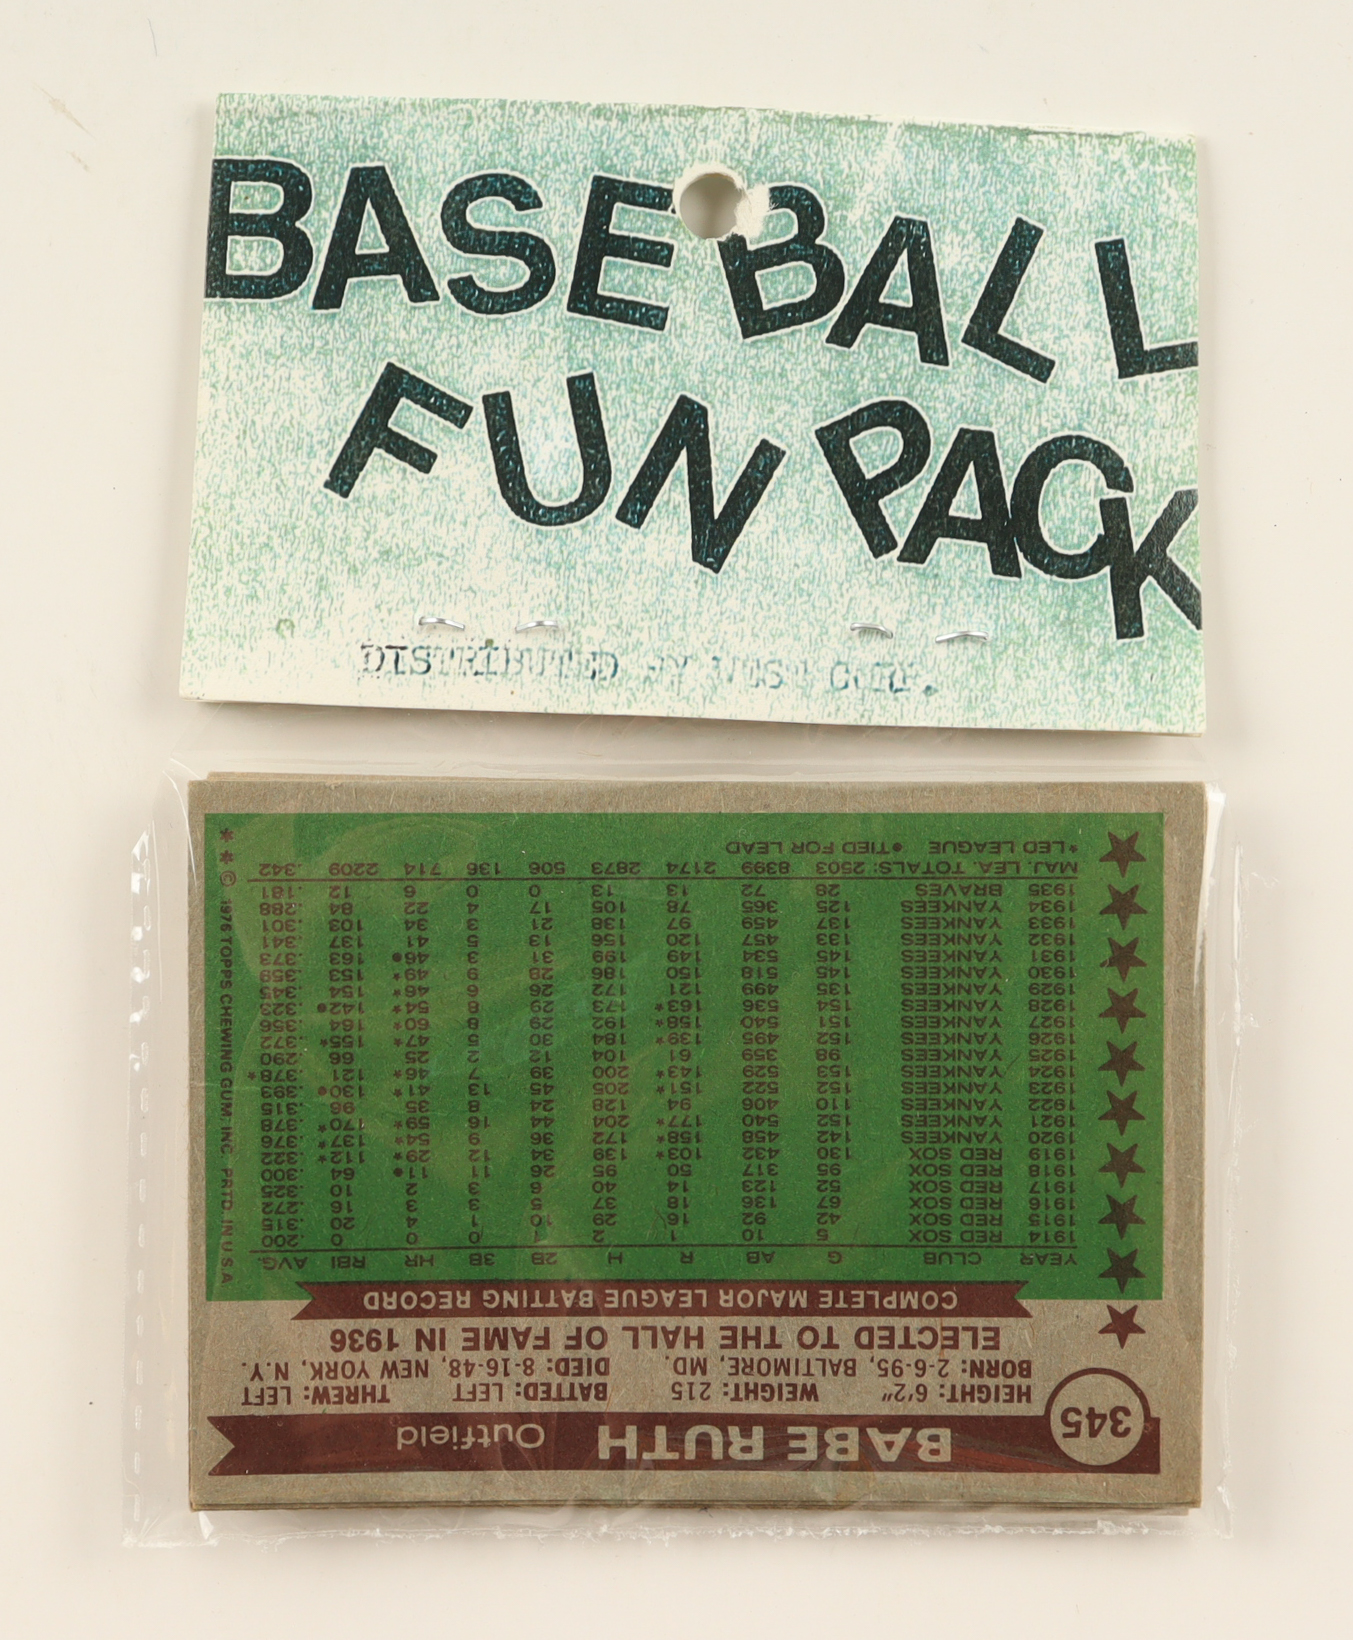 BASEBALL
FUN PACK
DISTRIBUTED
345 BABE RUTH Outfield
HEIGHT: 6'2" WEIGHT: 215 BATTED: LEFT THREW: LEFT
BORN: 2-6-95, BALTIMORE, MD. DIED: 8-16-48, NEW YORK, N.Y.
ELECTED TO THE HALL OF FAME IN 1936
COMPLETE MAJOR LEAGUE BATTING RECORD
YEAR CLUB G AB R H 2B 3B HR RBI AVG.
1914 RED SOX 5 10 1 2 1 0 0 0 .200
1915 RED SOX 42 92 16 29 10 1 4 20 .315
1916 RED SOX 67 136 18 37 5 3 3 16 .272
1917 RED SOX 52 123 14 40 6 3 2 10 .325
1918 RED SOX 95 317 50 95 26 11 11• 64 .300
1919 RED SOX 130 432 103* 139 34 12 29* 112* .322
1920 YANKEES 142 458 158* 172 36 9 54* 137* .376
1921 YANKEES 152 540 177* 204 44 16 59* 170* .378
1922 YANKEES 110 406 94 128 24 8 35 96 .315
1923 YANKEES 152 522 151* 205 45 13 41* 130• .393
1924 YANKEES 153 529 143* 200 39 7 46* 121 .378*
1925 YANKEES 98 359 61 104 12 2 25 66 .290
1926 YANKEES 152 495 139* 184 30 5 47* 155* .372
1927 YANKEES 151 540 158* 192 29 8 60* 164 .356
1928 YANKEES 154 536 163* 173 29 8 54* 142• .323
1929 YANKEES 135 499 121 172 26 6 46* 154 .345
1930 YANKEES 145 518 150 186 28 9 49* 153 .359
1931 YANKEES 145 534 149 199 31 3 46• 163 .373
1932 YANKEES 133 457 120 156 13 5 41 137 .341
1933 YANKEES 137 459 97 138 21 3 34 103 .301
1934 YANKEES 125 365 78 105 17 4 22 84 .288
1935 BRAVES 28 72 13 13 0 0 6 12 .181
MAJ. LEA. TOTALS: 2503 8399 2174 2873 506 136 714 2209 .342
*LED LEAGUE •TIED FOR LEAD
* * © 1976 TOPPS CHEWING GUM INC. PRTD. IN U.S.A.